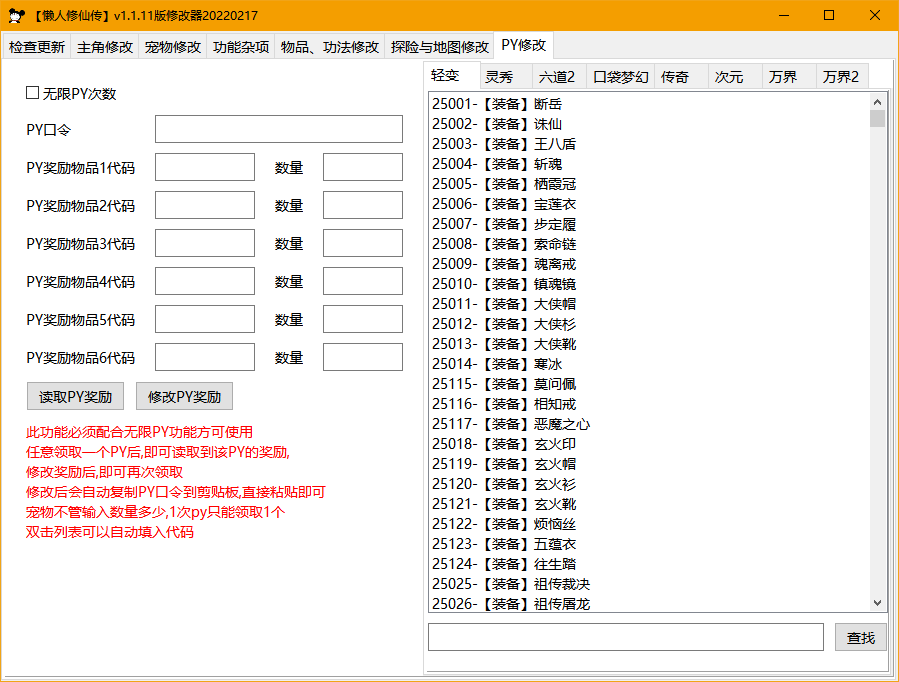 【懒人修仙传】v1.1.11版修改器20220217
检查更新 主角修改 宠物修改 功能杂项 物品、功法修改 探险与地图修改 PY修改
无限PY次数
PY口令
PY奖励物品1代码 数量
PY奖励物品2代码 数量
PY奖励物品3代码 数量
PY奖励物品4代码 数量
PY奖励物品5代码 数量
PY奖励物品6代码 数量
读取PY奖励 修改PY奖励
此功能必须配合无限PY功能方可使用
任意领取一个PY后,即可读取到该PY的奖励,
修改奖励后,即可再次领取
修改后会自动复制PY口令到剪贴板,直接粘贴即可
宠物不管输入数量多少,1次py只能领取1个
双击列表可以自动填入代码
轻变 灵秀 六道2 口袋梦幻 传奇 次元 万界 万界2
25001-【装备】断岳
25002-【装备】诛仙
25003-【装备】王八盾
25004-【装备】斩魂
25005-【装备】栖霞冠
25006-【装备】宝莲衣
25007-【装备】步定履
25008-【装备】索命链
25009-【装备】魂离戒
25010-【装备】镇魂镜
25011-【装备】大侠帽
25012-【装备】大侠衫
25013-【装备】大侠靴
25014-【装备】寒冰
25115-【装备】莫问佩
25116-【装备】相知戒
25117-【装备】恶魔之心
25018-【装备】玄火印
25119-【装备】玄火帽
25120-【装备】玄火衫
25121-【装备】玄火靴
25122-【装备】烦恼丝
25123-【装备】五蕴衣
25124-【装备】往生踏
25025-【装备】祖传裁决
25026-【装备】祖传屠龙
查找